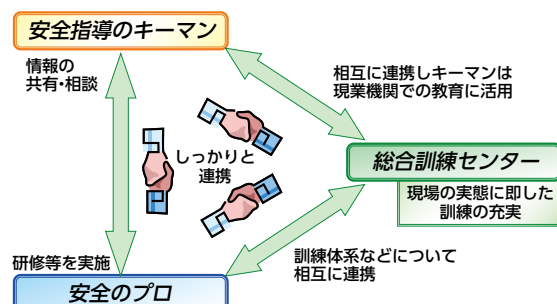 安全指導のキーマン
情報の
共有・相談
相互に連携しキーマンは
現業機関での教育に活用
しっかりと
連携
総合訓練センター
現場の実態に即した
訓練の充実
研修等を実施
訓練体系などについて
相互に連携
安全のプロ